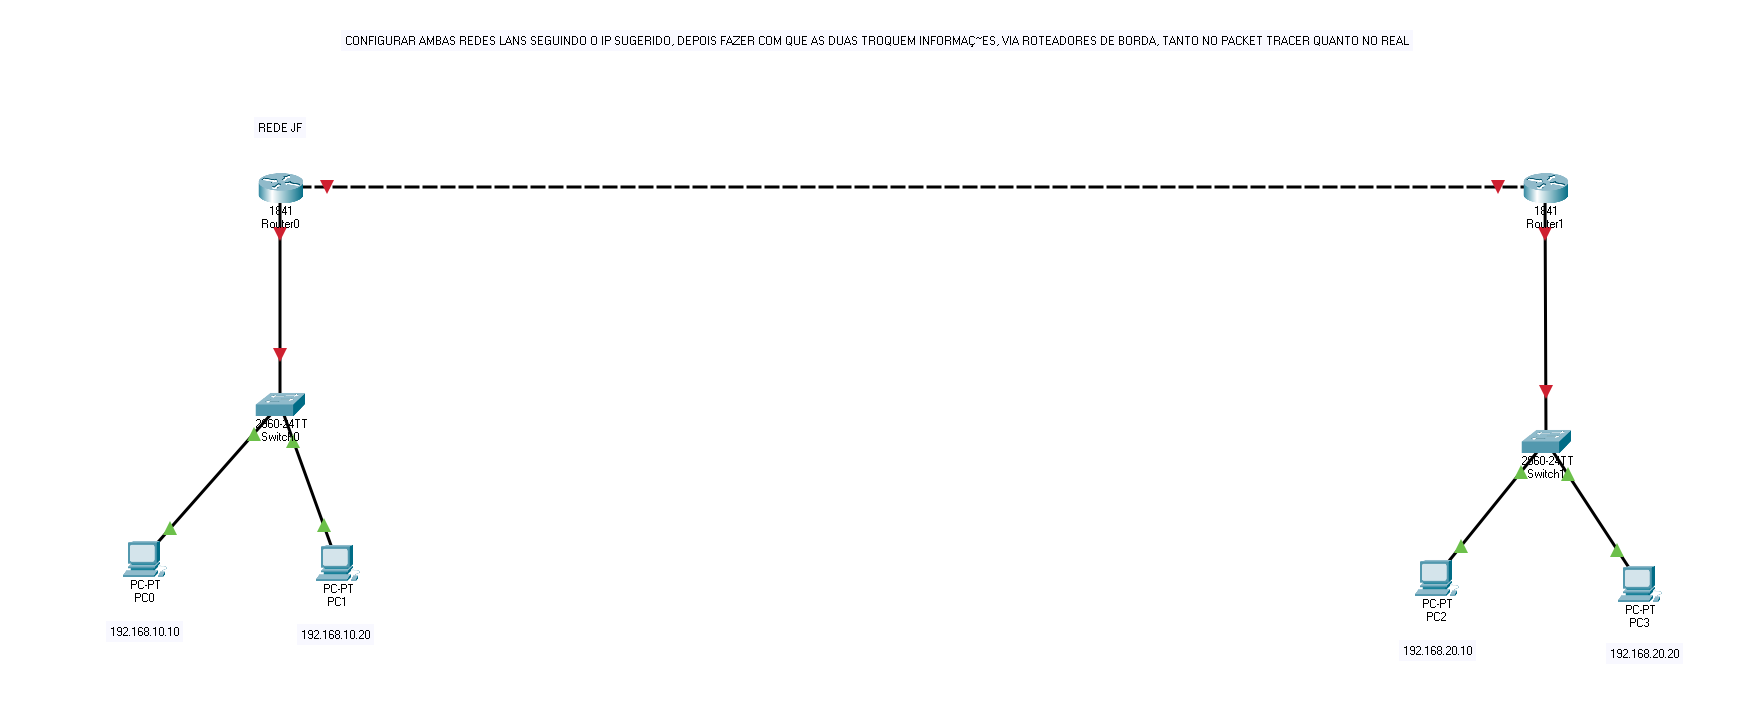 CONFIGURAR AMBAS REDES LANS SEGUINDO O IP SUGERIDO, DEPOIS FAZER COM QUE AS DUAS TROQUEM INFORMAÇ~ES, VIA ROTEADORES DE BORDA, TANTO NO PACKET TRACER QUANTO NO REAL
REDE JF
1841
Router0
1841
Router1
2960-24TT
Switch0
2960-24TT
Switch1
PC-PT
PC0
PC-PT
PC1
PC-PT
PC2
PC-PT
PC3
192.168.10.10
192.168.10.20
192.168.20.10
192.168.20.20